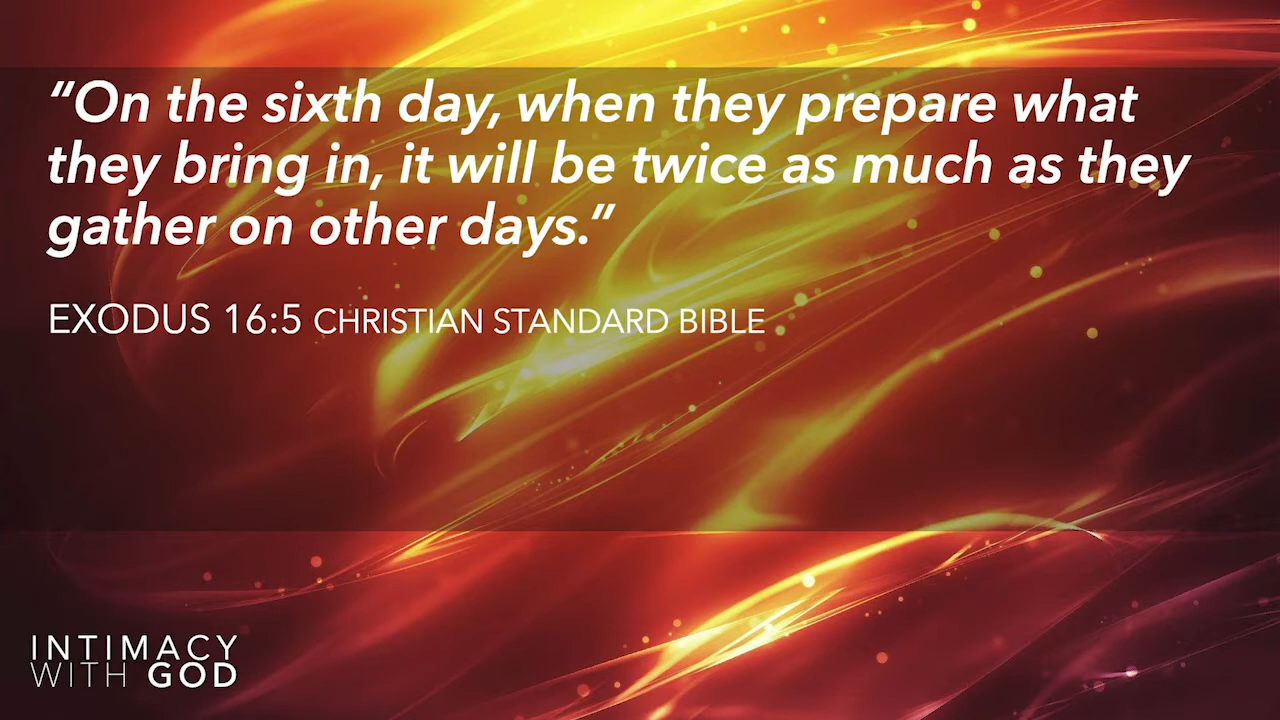 “On the sixth day, when they prepare what
they bring in, it will be twice as much as they
gather on other days.”
EXODUS 16:5 CHRISTIAN STANDARD BIBLE
INTIMACY
WITH GOD